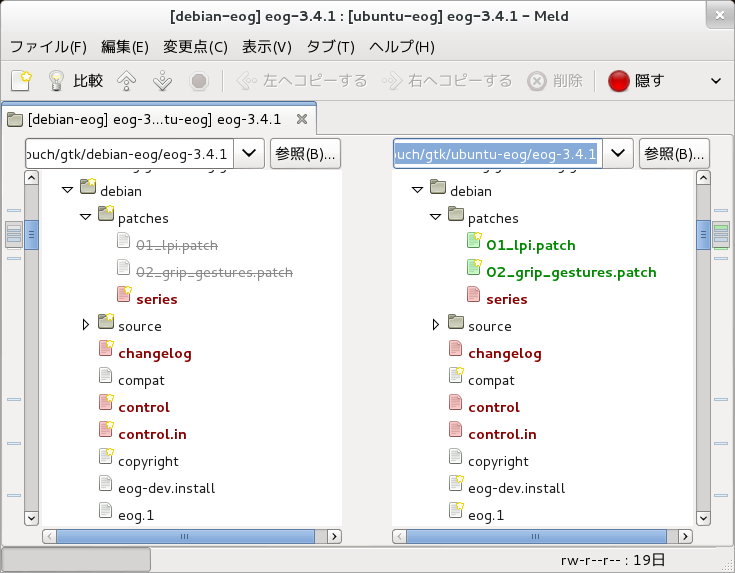 [debian-eog] eog-3.4.1 : [ubuntu-eog] eog-3.4.1 – Meld
ファイル(F) 編集(E) 変更点(C) 表示(V) タブ(T) ヘルプ(H)
比較 左へコピーする 右へコピーする 削除 隠す
[debian-eog] eog-3...tu-eog] eog-3.4.1
ouch/gtk/debian-eog/eog-3.4.1 参照(B)... ouch/gtk/ubuntu-eog/eog-3.4.1 参照(B)...
debian debian
patches patches
01_lpi.patch 01_lpi.patch
02_grip_gestures.patch 02_grip_gestures.patch
series series
source source
changelog changelog
compat compat
control control
control.in control.in
copyright copyright
eog-dev.install eog-dev.install
eog.1 eog.1
rw-r--r-- : 19日